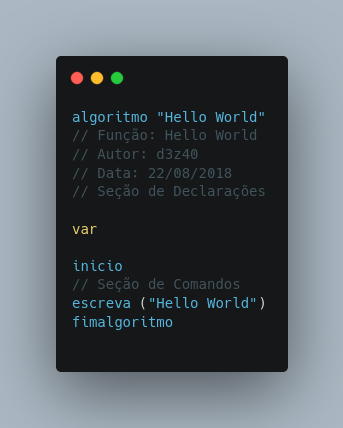 algoritmo "Hello World"
// Função: Hello World
// Autor: d3z40
// Data: 22/08/2018
// Seção de Declarações
var
inicio
// Seção de Comandos
escreva ("Hello World")
fimalgoritmo